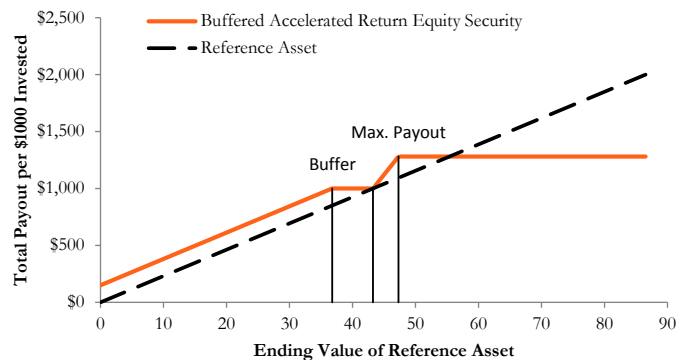 $2,500
Buffered Accelerated Return Equity Security
Reference Asset
$2,000
$1,500
Max. Payout
Buffer
$1,000
$500
$0
Total Payout per $1000 Invested
0 10 20 30 40 50 60 70 80 90
Ending Value of Reference Asset